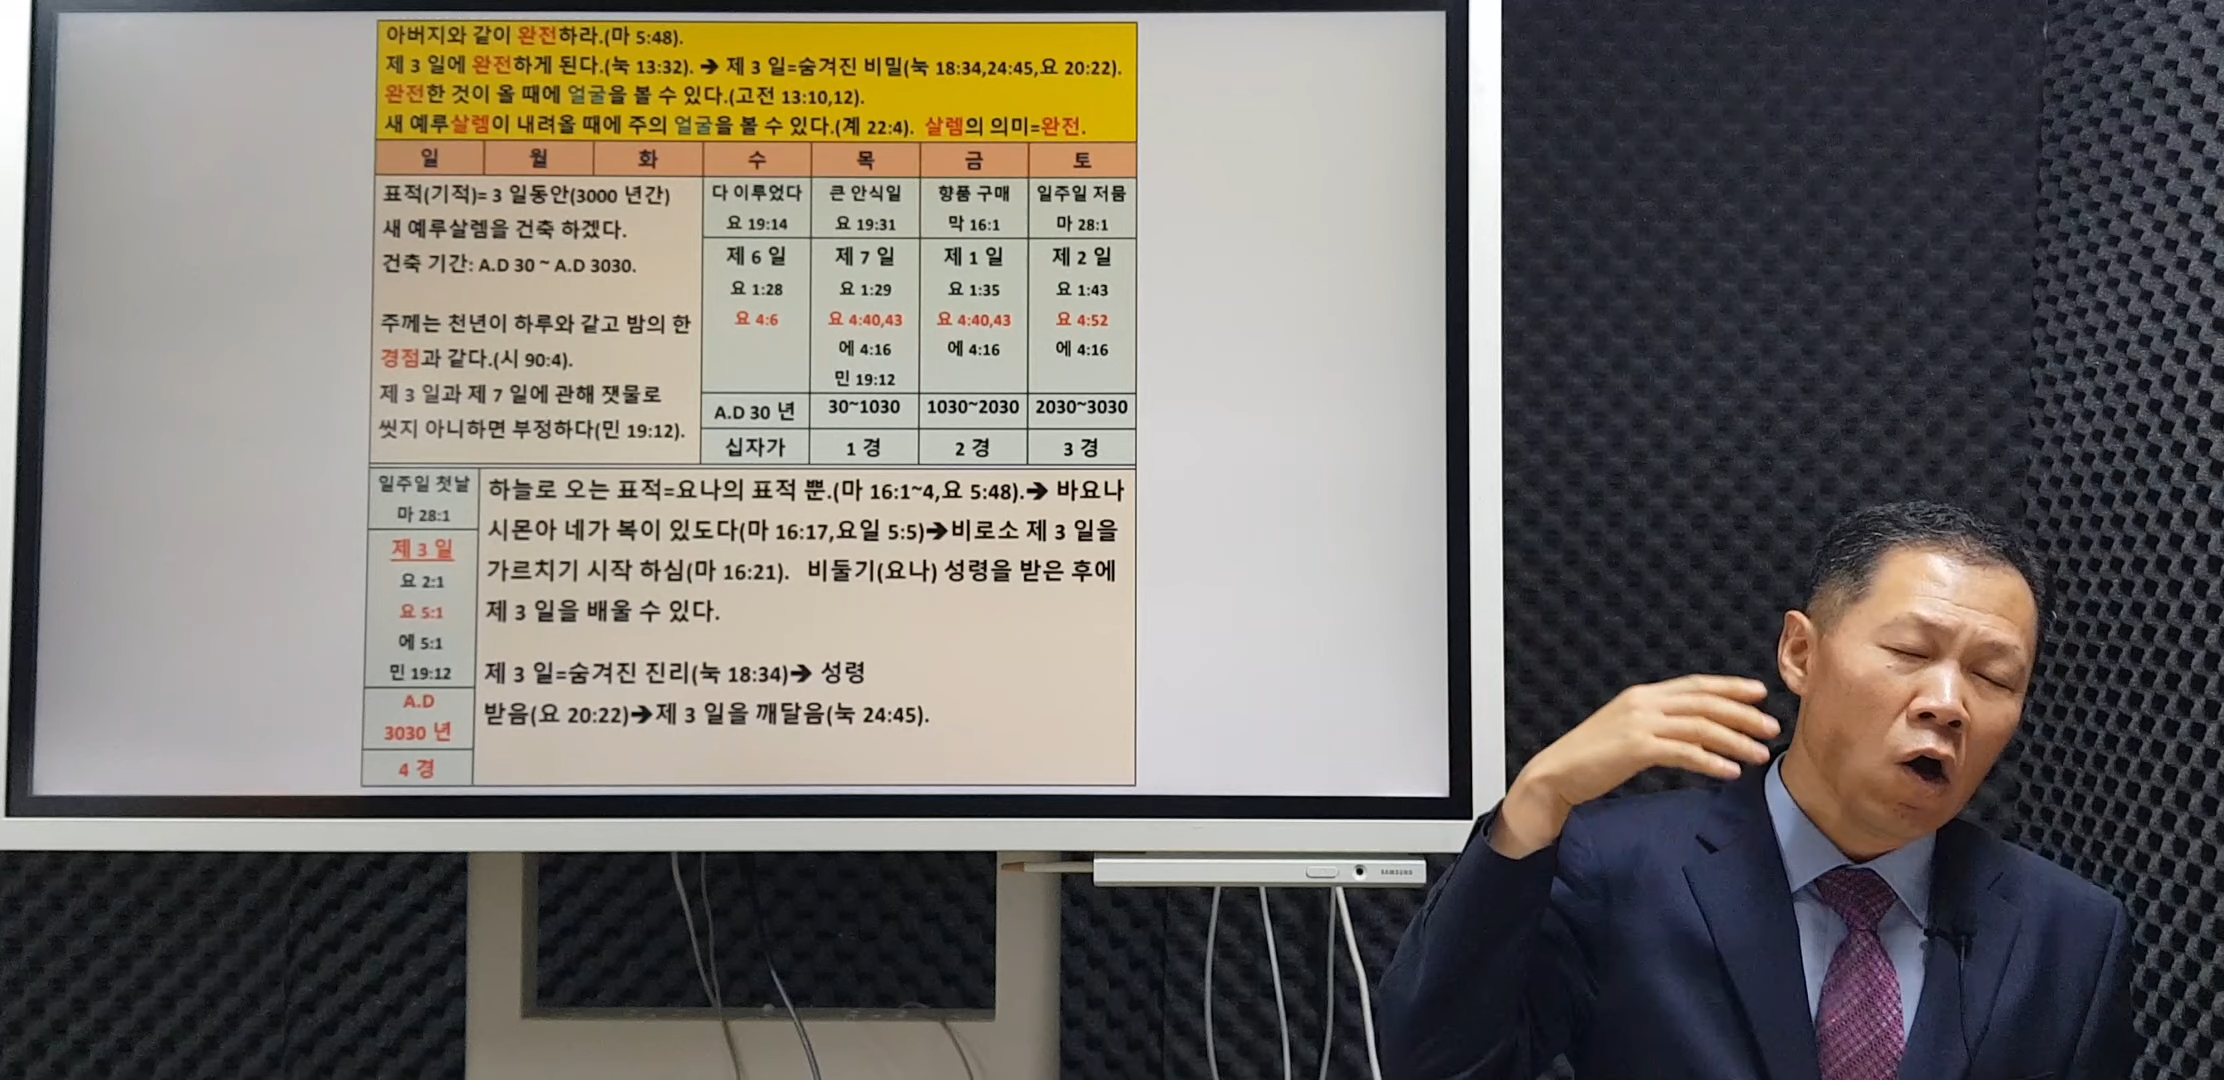 아버지와 같이 완전하라.(마 5:48).
제 3 일에 완전하게 된다.(눅 13:32). ➔ 제 3 일=숨겨진 비밀(눅 18:34,24:45,요 20:22).
완전한 것이 올 때에 얼굴을 볼 수 있다.(고전 13:10,12).
새 예루살렘이 내려올 때에 주의 얼굴을 볼 수 있다.(계 22:4). 살렘의 의미=완전.
일 월 화 수 목 금 토
표적(기적)= 3 일동안(3000 년간)
새 예루살렘을 건축 하겠다.
건축 기간: A.D 30 ~ A.D 3030.
주께는 천년이 하루와 같고 밤의 한
경점과 같다.(시 90:4).
제 3 일과 제 7 일에 관해 잿물로
씻지 아니하면 부정하다(민 19:12).
다 이루었다 큰 안식일 향품 구매 일주일 저뭄
요 19:14 요 19:31 막 16:1 마 28:1
제 6 일 제 7 일 제 1 일 제 2 일
요 1:28 요 1:29 요 1:35 요 1:43
요 4:6 요 4:40,43 요 4:40,43 요 4:52
에 4:16 에 4:16 에 4:16
민 19:12
A.D 30 년 30~1030 1030~2030 2030~3030
십자가 1 경 2 경 3 경
일주일 첫날
마 28:1
제 3 일
요 2:1
요 5:1
에 5:1
민 19:12
A.D
3030 년
4 경
하늘로 오는 표적=요나의 표적 뿐.(마 16:1~4,요 5:48).➔ 바요나
시몬아 네가 복이 있도다(마 16:17,요일 5:5)➔비로소 제 3 일을
가르치기 시작 하심(마 16:21). 비둘기(요나) 성령을 받은 후에
제 3 일을 배울 수 있다.
제 3 일=숨겨진 진리(눅 18:34)➔ 성령
받음(요 20:22)➔제 3 일을 깨달음(눅 24:45).
SAMSUNG